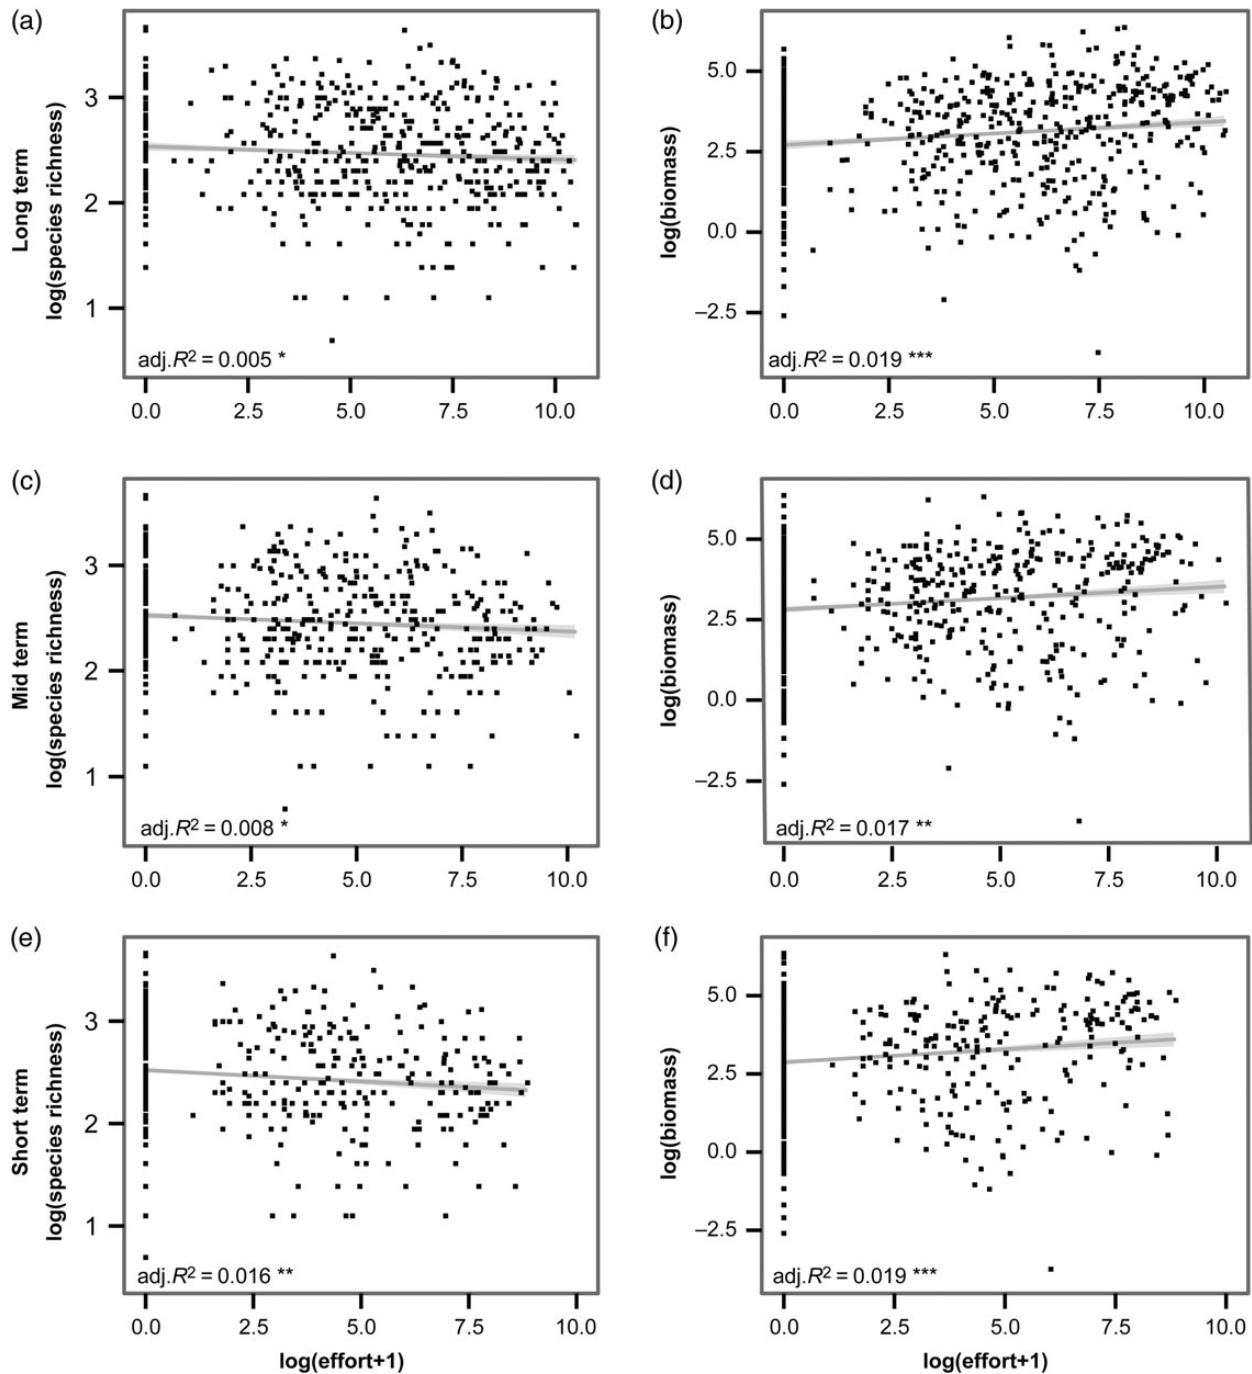 (a)
(b)
Long term
log(species richness)
3
2
1
adj.R² = 0.005 *
0.0 2.5 5.0 7.5 10.0
log(biomass)
5.0
2.5
0.0
–2.5
adj.R² = 0.019 ***
0.0 2.5 5.0 7.5 10.0
(c)
(d)
Mid term
log(species richness)
3
2
1
adj.R² = 0.008 *
0.0 2.5 5.0 7.5 10.0
log(biomass)
5.0
2.5
0.0
–2.5
adj.R² = 0.017 **
0.0 2.5 5.0 7.5 10.0
(e)
(f)
Short term
log(species richness)
3
2
1
adj.R² = 0.016 **
0.0 2.5 5.0 7.5 10.0
log(effort+1)
log(biomass)
5.0
2.5
0.0
–2.5
adj.R² = 0.019 ***
0.0 2.5 5.0 7.5 10.0
log(effort+1)